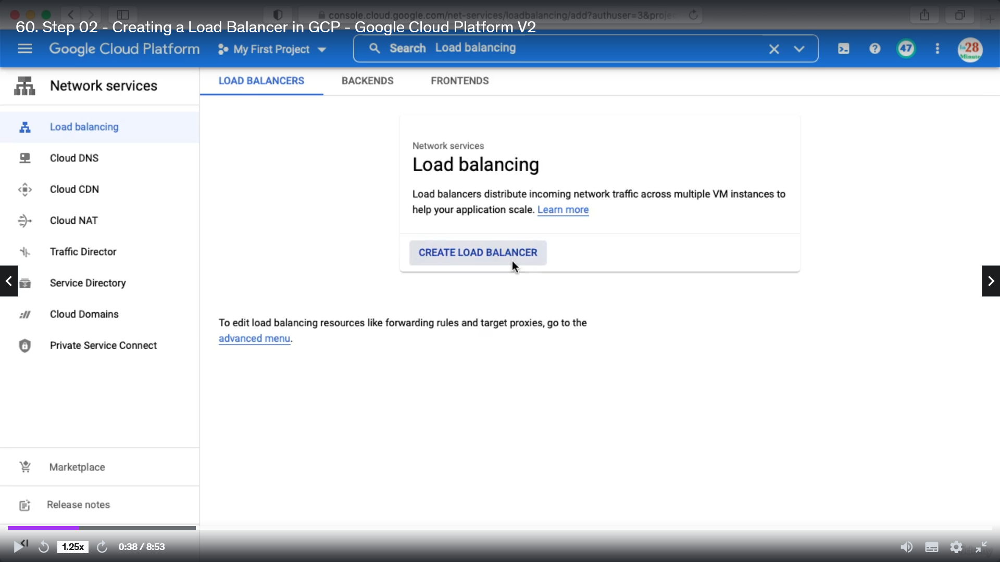 console.cloud.google.com/net-services/loadbalancing/add?authuser=3&proje
60. Step 02 - Creating a Load Balancer in GCP - Google Cloud Platform V2
Google Cloud Platform
My First Project
Search Load balancing
47
28
Minute
Network services
LOAD BALANCERS
BACKENDS
FRONTENDS
Load balancing
Cloud DNS
Cloud CDN
Cloud NAT
Traffic Director
Service Directory
Cloud Domains
Private Service Connect
Marketplace
Release notes
Network services
Load balancing
Load balancers distribute incoming network traffic across multiple VM instances to
help your application scale. Learn more
CREATE LOAD BALANCER
To edit load balancing resources like forwarding rules and target proxies, go to the
advanced menu.
1.25x
0:38 / 8:53